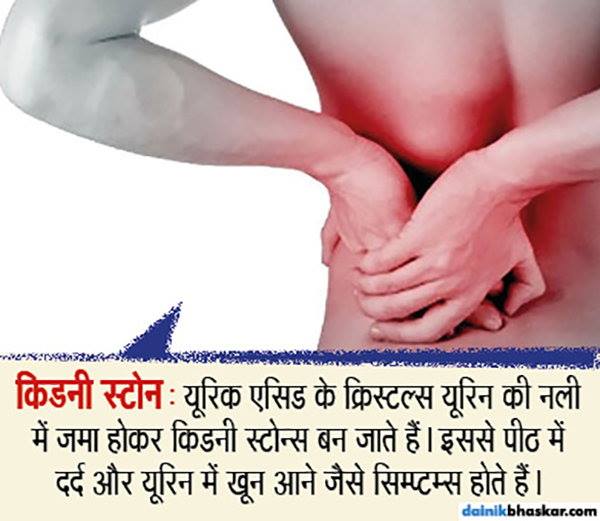 किडनी स्टोन : यूरिक एसिड के क्रिस्टल्स यूरिन की नली
में जमा होकर किडनी स्टोन्स बन जाते हैं। इससे पीठ में
दर्द और यूरिन में खून आने जैसे सिम्प्टम्स होते हैं।
dainikbhaskar.com